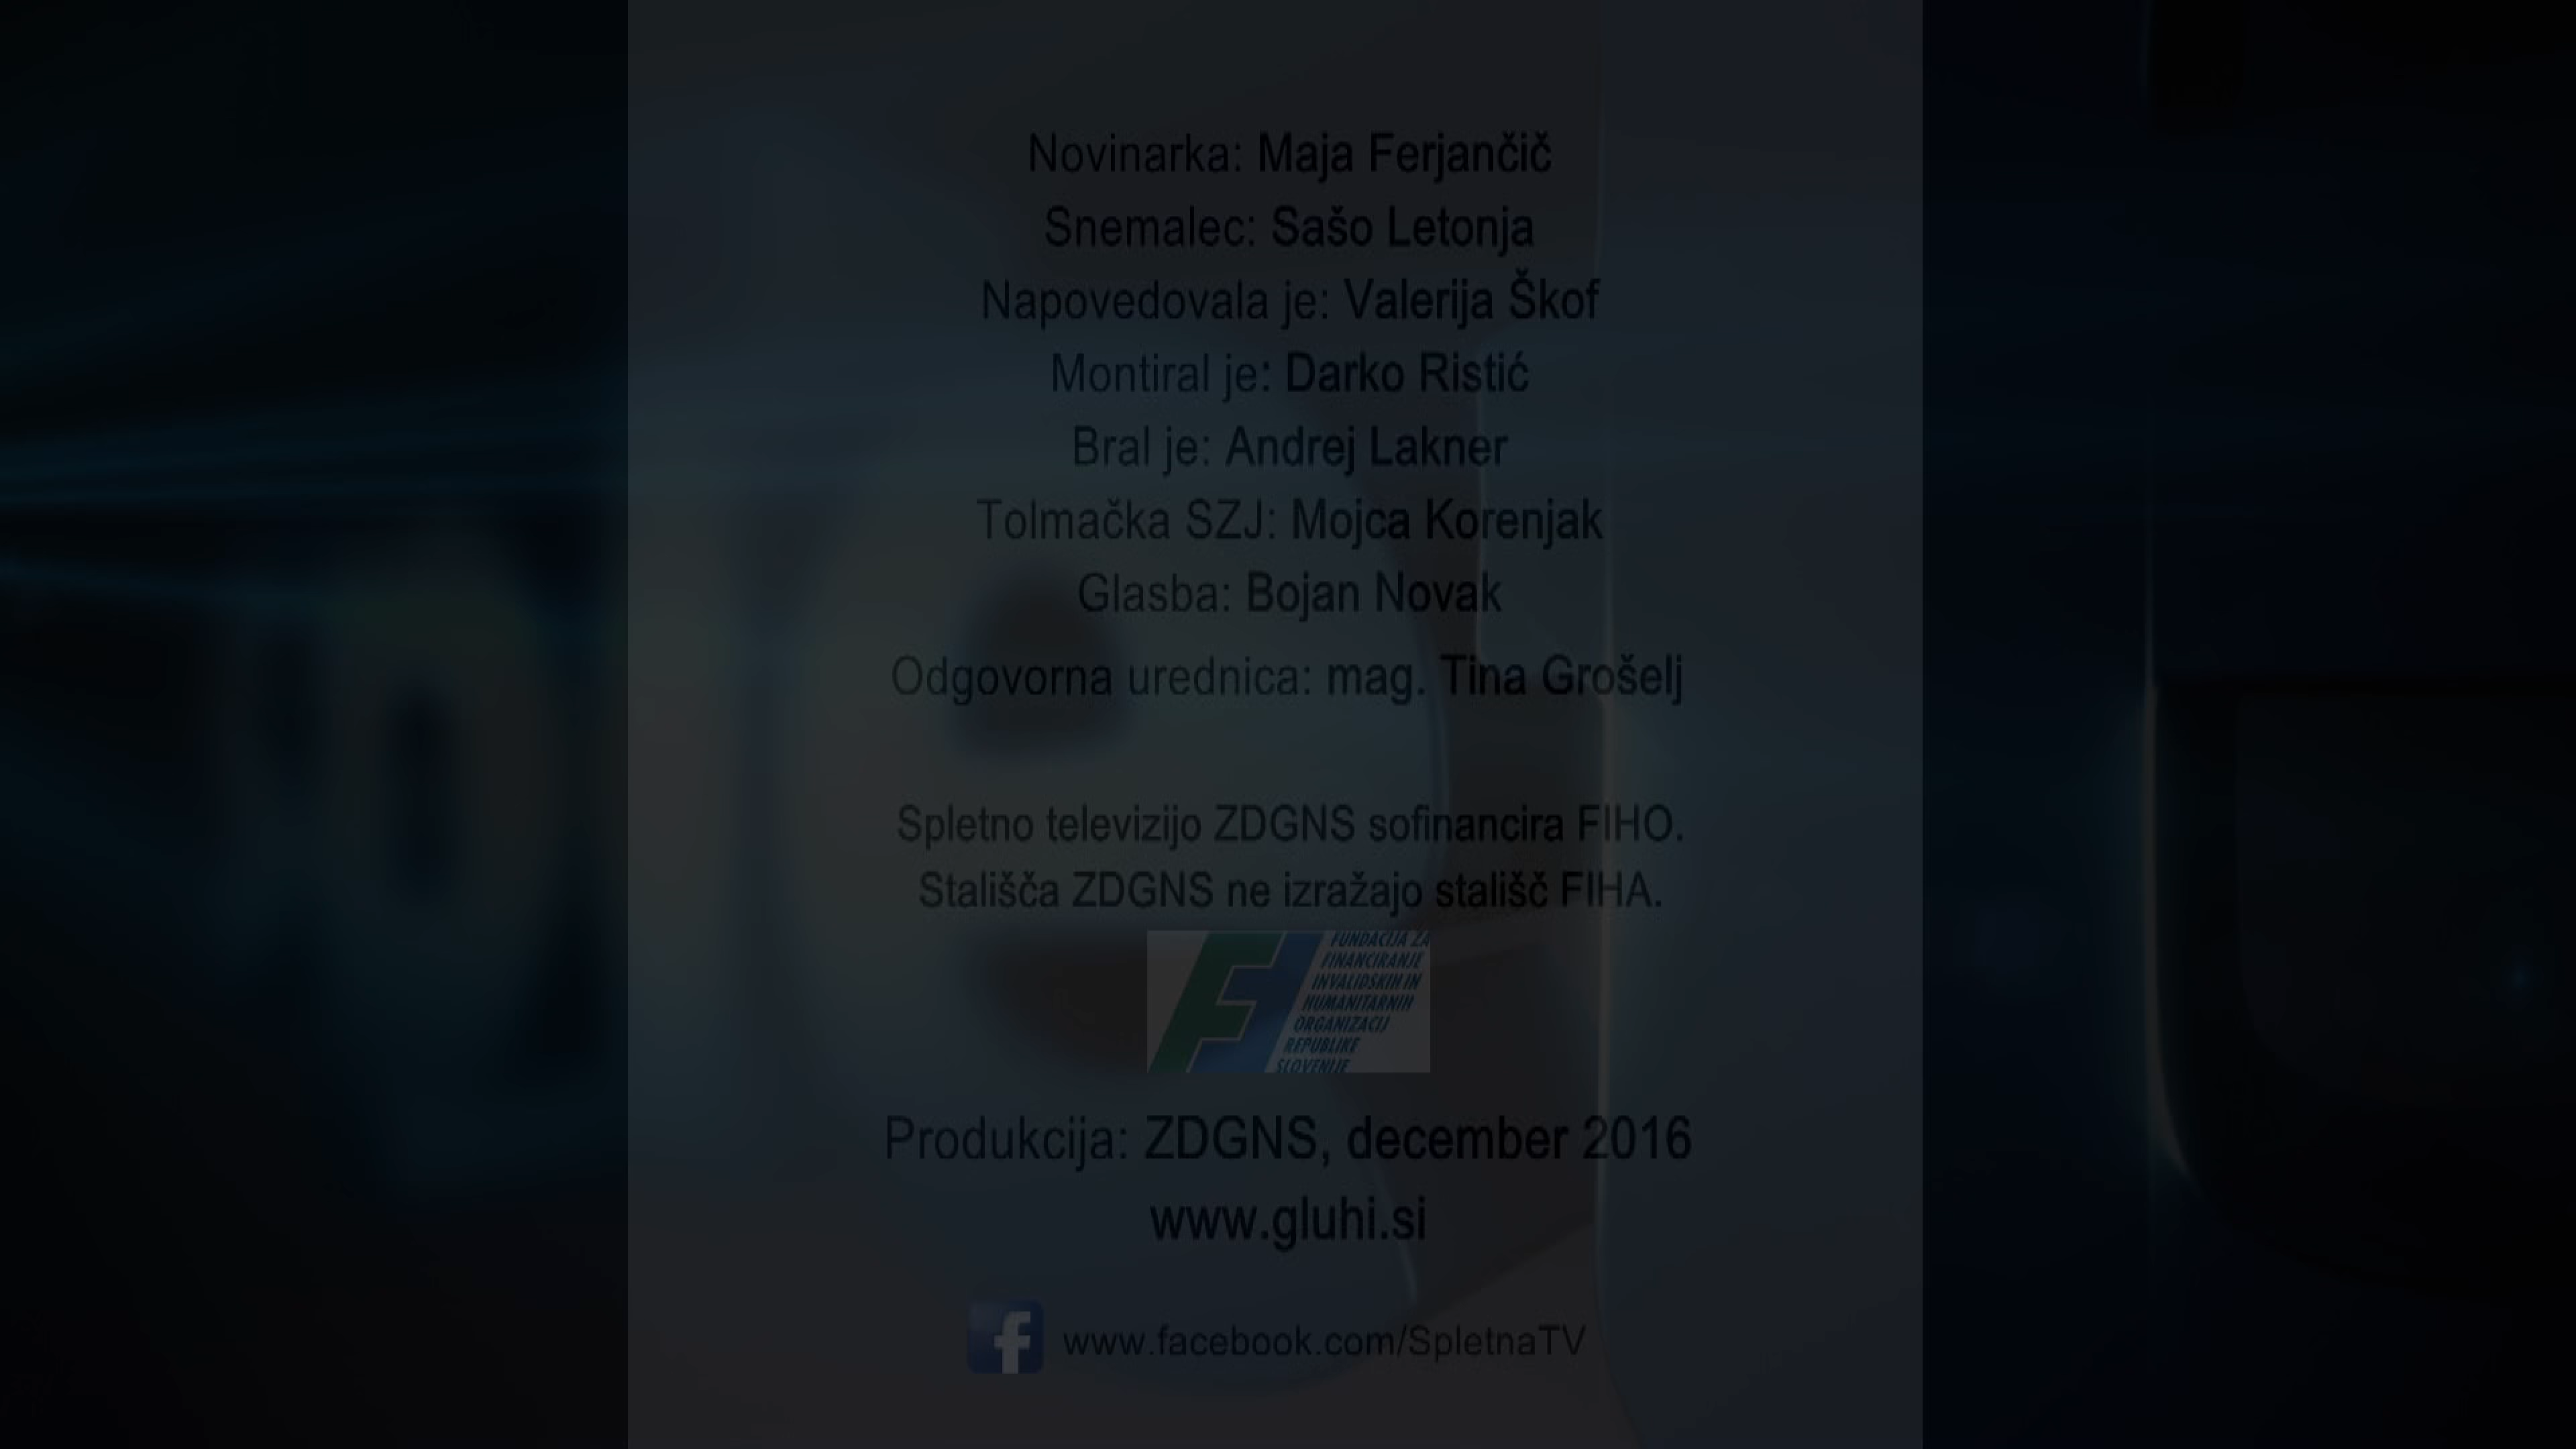 Novinarka: Maja Ferjančič
Snemalec: Sašo Letonja
Napovedovala je: Valerija Škof
Montiral je: Darko Ristić
Bral je: Andrej Lakner
Tolmačka SZJ: Mojca Korenjak
Glasba: Bojan Novak
Odgovorna urednica: mag. Tina Grošelj
Spletno televizijo ZDGNS sofinancira FIHO.
Stališča ZDGNS ne izražajo stališč FIHA.
FUNDACIJA ZA
FINANCIRANJE
INVALIDSKIH IN
HUMANITARNIH
ORGANIZACIJ
REPUBLIKE
SLOVENIJE
Produkcija: ZDGNS, december 2016
www.gluhi.si
www.facebook.com/SpletnaTV